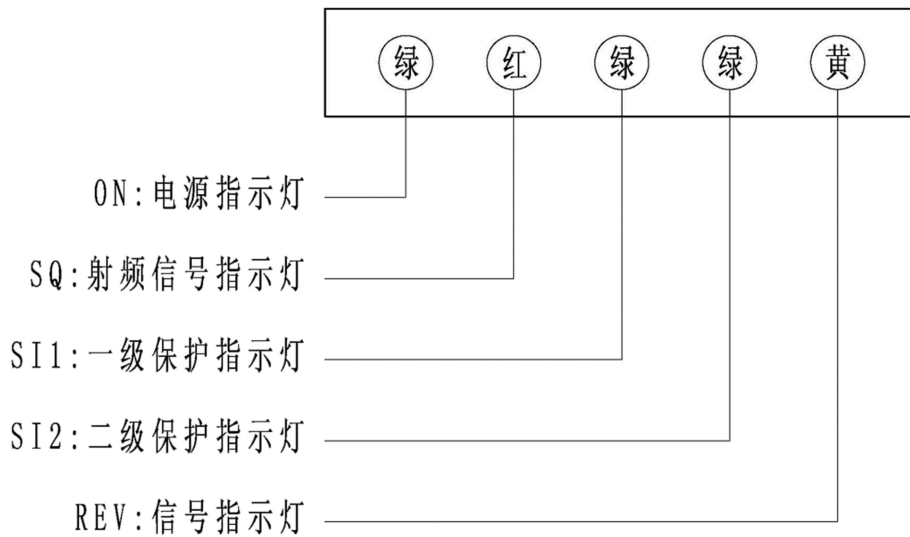 绿 红 绿 绿 黄
ON:电源指示灯
SQ:射频信号指示灯
SI1:一级保护指示灯
SI2:二级保护指示灯
REV:信号指示灯